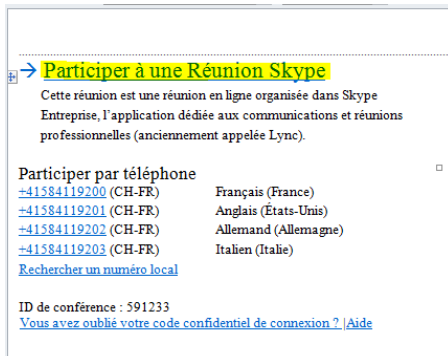 → Participer à une Réunion Skype
Cette réunion est une réunion en ligne organisée dans Skype
Entreprise, l'application dédiée aux communications et réunions
professionnelles (anciennement appelée Lync).
Participer par téléphone
+41584119200 (CH-FR) Français (France)
+41584119201 (CH-FR) Anglais (États-Unis)
+41584119202 (CH-FR) Allemand (Allemagne)
+41584119203 (CH-FR) Italien (Italie)
Rechercher un numéro local
ID de conférence : 591233
Vous avez oublié votre code confidentiel de connexion ? |Aide